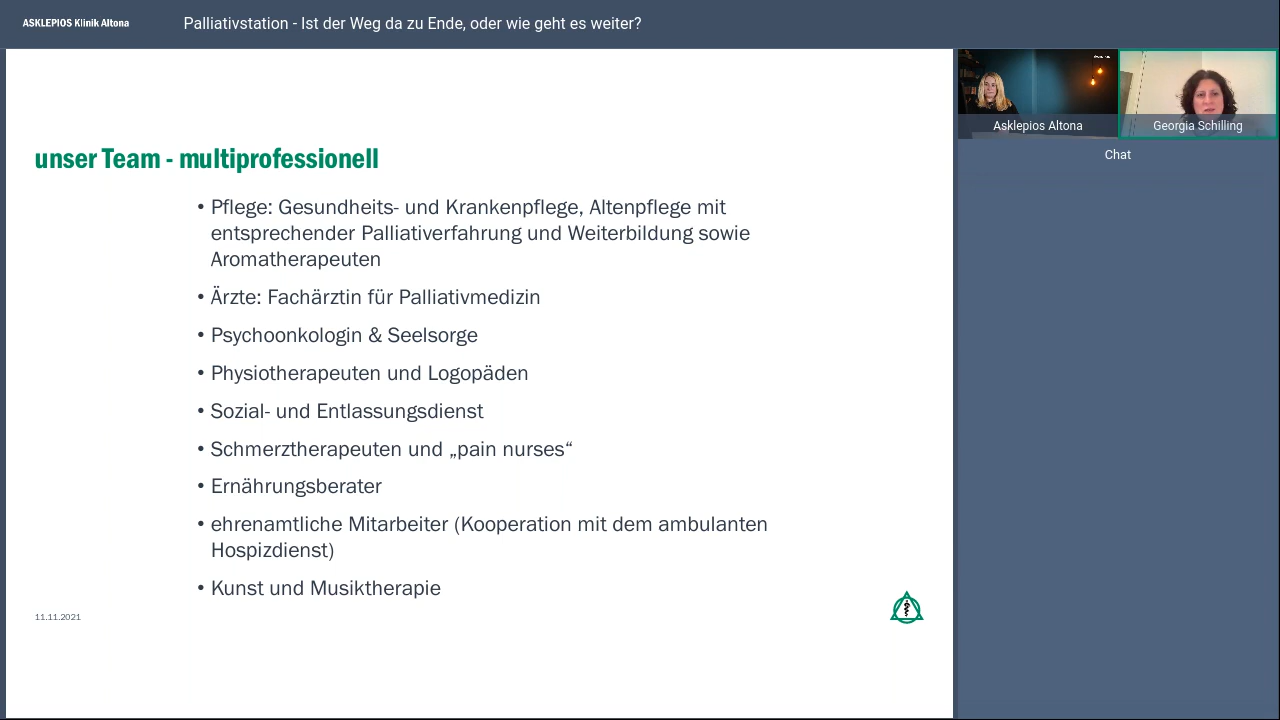 ASKLEPIOS Klinik Altona
Palliativstation - Ist der Weg da zu Ende, oder wie geht es weiter?
unser Team - multiprofessionell
• Pflege: Gesundheits- und Krankenpflege, Altenpflege mit
entsprechender Palliativerfahrung und Weiterbildung sowie
Aromatherapeuten
• Ärzte: Fachärztin für Palliativmedizin
• Psychoonkologin & Seelsorge
• Physiotherapeuten und Logopäden
• Sozial- und Entlassungsdienst
• Schmerztherapeuten und „pain nurses“
• Ernährungsberater
• ehrenamtliche Mitarbeiter (Kooperation mit dem ambulanten
Hospizdienst)
• Kunst und Musiktherapie
11.11.2021
Asklepios Altona
Georgia Schilling
Chat